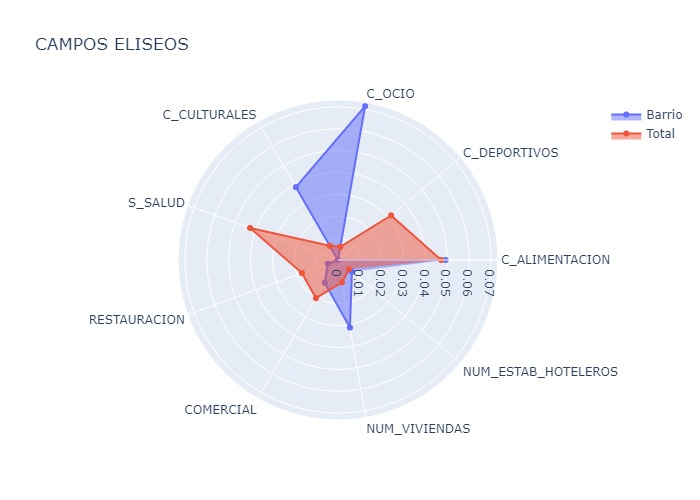 CAMPOS ELISEOS
C_OCIO
C_CULTURALES
Barrio
Total
C_DEPORTIVOS
S_SALUD
C_ALIMENTACION
0
0.01
0.02
0.03
0.04
0.05
0.06
0.07
RESTAURACION
NUM_ESTAB_HOTELEROS
COMERCIAL
NUM_VIVIENDAS